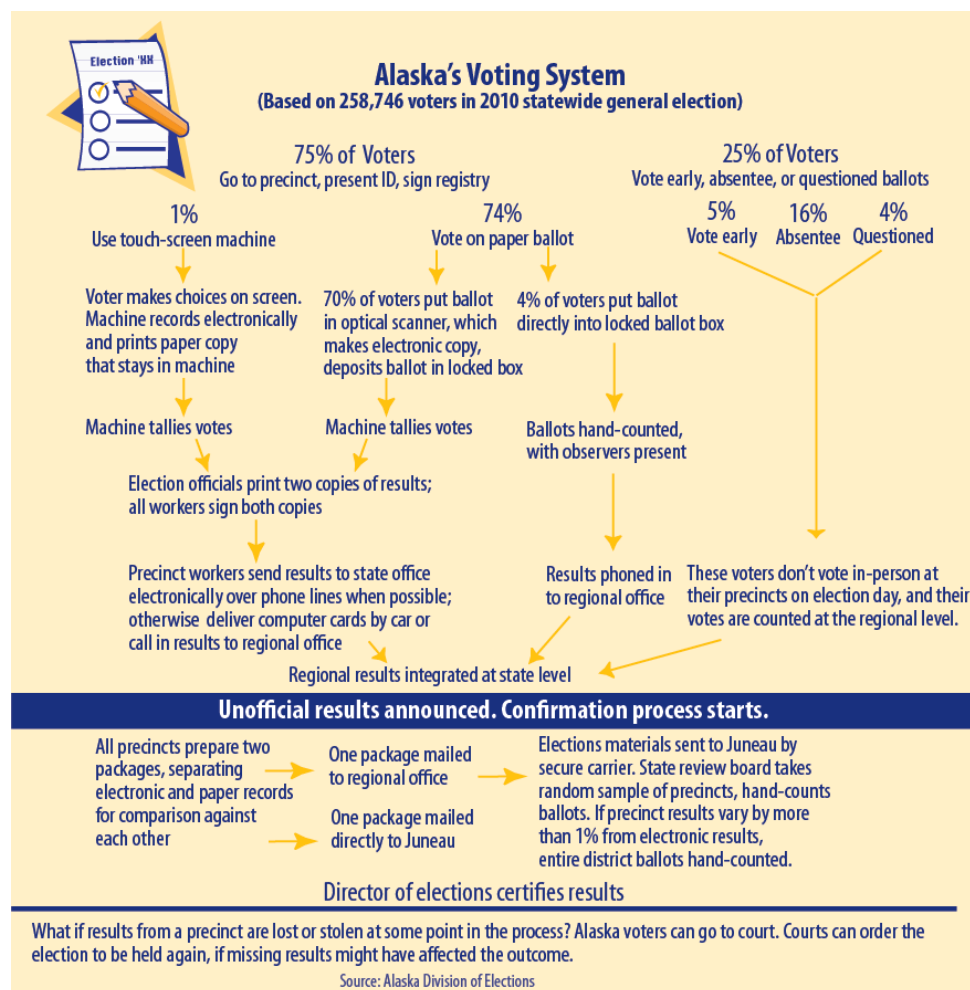 Election 'XX
Alaska's Voting System
(Based on 258,746 voters in 2010 statewide general election)
75% of Voters
Go to precinct, present ID, sign registry
25% of Voters
Vote early, absentee, or questioned ballots
1%
Use touch-screen machine
74%
Vote on paper ballot
5%
Vote early
16%
Absentee
4%
Questioned
Voter makes choices on screen.
Machine records electronically
and prints paper copy
that stays in machine
70% of voters put ballot
in optical scanner, which
makes electronic copy,
deposits ballot in locked box
4% of voters put ballot
directly into locked ballot box
Machine tallies votes
Machine tallies votes
Ballots hand-counted,
with observers present
Election officials print two copies of results;
all workers sign both copies
Precinct workers send results to state office
electronically over phone lines when possible;
otherwise deliver computer cards by car or
call in results to regional office
Results phoned in
to regional office
These voters don't vote in-person at
their precincts on election day, and their
votes are counted at the regional level.
Regional results integrated at state level
Unofficial results announced. Confirmation process starts.
All precincts prepare two
packages, separating
electronic and paper records
for comparison against
each other
One package mailed
to regional office
One package mailed
directly to Juneau
Elections materials sent to Juneau by
secure carrier. State review board takes
random sample of precincts, hand-counts
ballots. If precinct results vary by more
than 1% from electronic results,
entire district ballots hand-counted.
Director of elections certifies results
What if results from a precinct are lost or stolen at some point in the process? Alaska voters can go to court. Courts can order the
election to be held again, if missing results might have affected the outcome.
Source: Alaska Division of Elections